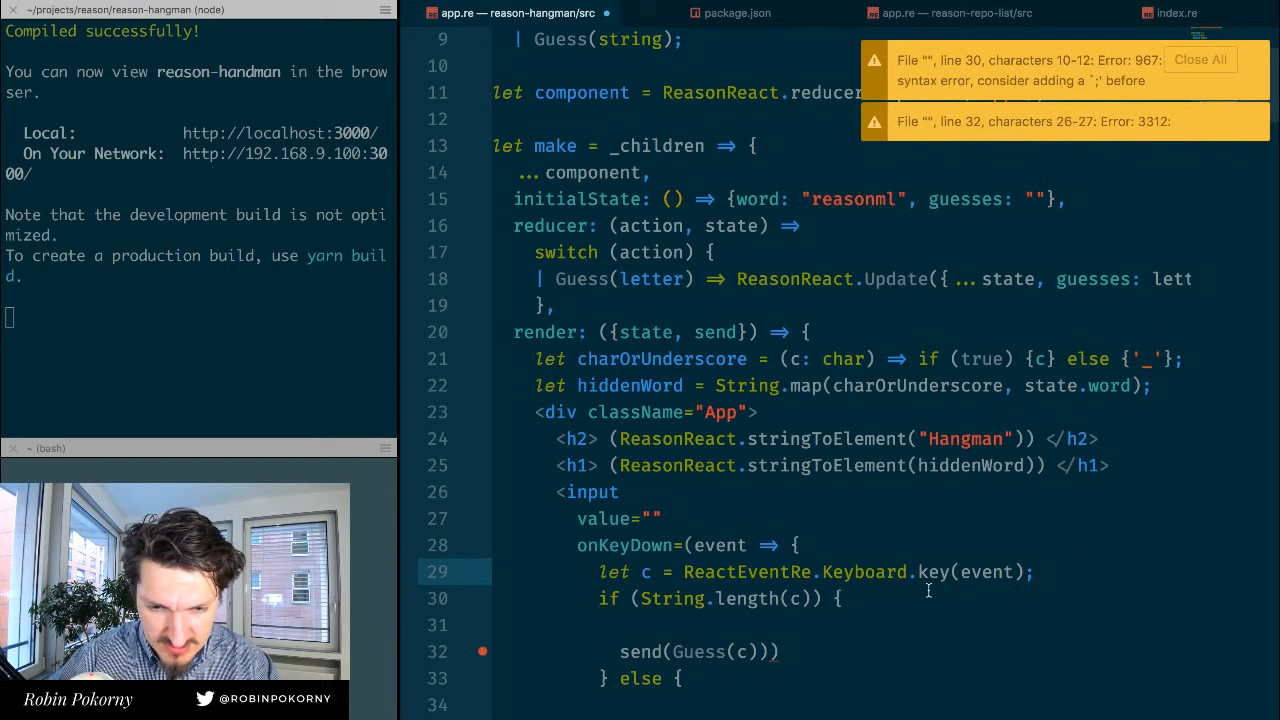 ~/projects/reason/reason-hangman (node)
Compiled successfully!
You can now view reason-handman in the brow
ser.
Local: http://localhost:3000/
On Your Network: http://192.168.9.100:30
00/
Note that the development build is not opti
mized.
To create a production build, use yarn buil
d.
~ (bash)
Robin Pokorny
@ROBINPOKORNY
app.re — reason-hangman/src
package.json
app.re — reason-repo-list/src
index.re
File "", line 30, characters 10-12: Error: 967:
syntax error, consider adding a `;' before
Close All
File "", line 32, characters 26-27: Error: 3312:
9 | Guess(string);
10
11 let component = ReasonReact.reducer
12
13 let make = _children => {
14 ...component,
15 initialState: () => {word: "reasonml", guesses: ""},
16 reducer: (action, state) =>
17 switch (action) {
18 | Guess(letter) => ReasonReact.Update({...state, guesses: lett
19 },
20 render: ({state, send}) => {
21 let charOrUnderscore = (c: char) => if (true) {c} else {'_'};
22 let hiddenWord = String.map(charOrUnderscore, state.word);
23 <div className="App">
24 <h2> (ReasonReact.stringToElement("Hangman")) </h2>
25 <h1> (ReasonReact.stringToElement(hiddenWord)) </h1>
26 <input
27 value=""
28 onKeyDown=(event => {
29 let c = ReactEventRe.Keyboard.key(event);
30 if (String.length(c)) {
31
32 send(Guess(c)))
33 } else {
34